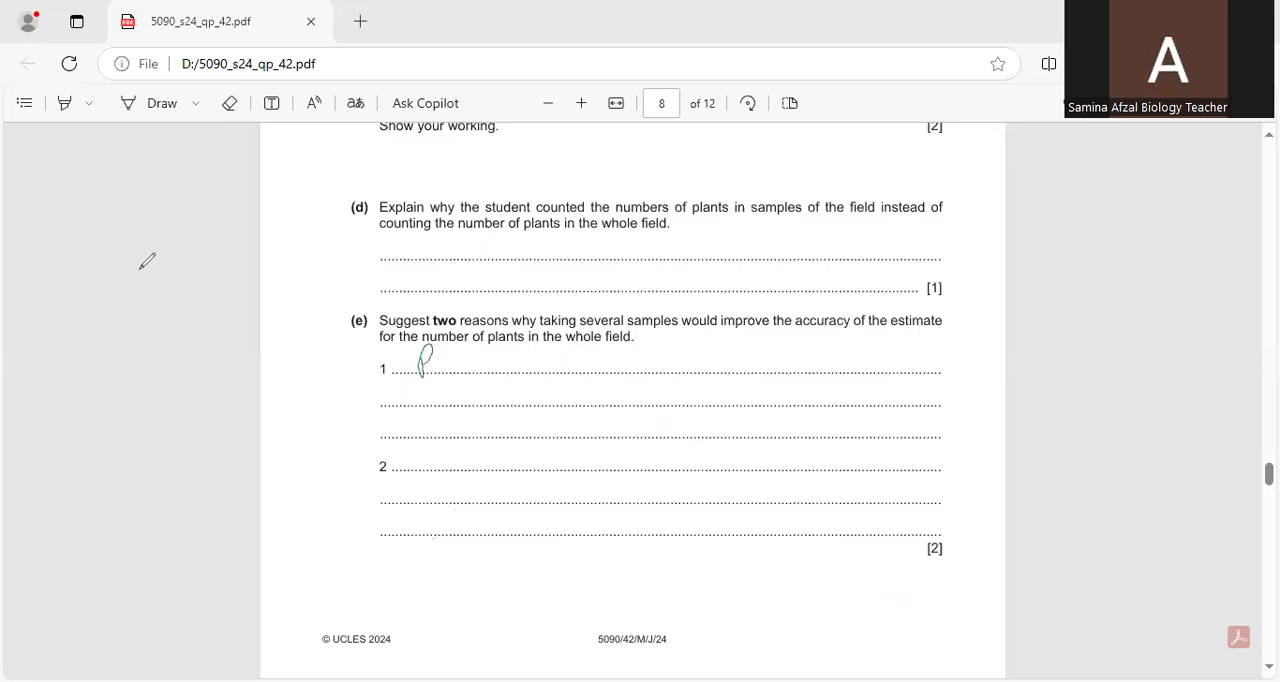 5090_s24_qp_42.pdf
File D:/5090_s24_qp_42.pdf
Draw aあ Ask Copilot 8 of 12
A
Samina Afzal Biology Teacher
Show your working. [2]
(d) Explain why the student counted the numbers of plants in samples of the field instead of
counting the number of plants in the whole field.
..........................................................................................................................................
.................................................................................................................................... [1]
(e) Suggest two reasons why taking several samples would improve the accuracy of the estimate
for the number of plants in the whole field.
1 P .......................................................................................................................................
..........................................................................................................................................
..........................................................................................................................................
2 .......................................................................................................................................
..........................................................................................................................................
..........................................................................................................................................
[2]
© UCLES 2024 5090/42/M/J/24